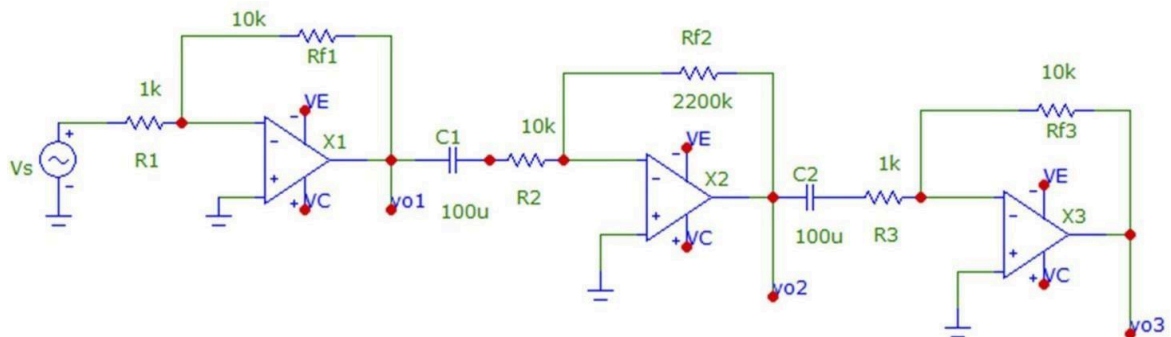 10k
Rf1
1k
R1
Vs
VE
X1
VC
vo1
C1
100u
10k
R2
Rf2
2200k
VE
X2
VC
vo2
C2
100u
1k
R3
10k
Rf3
VE
X3
VC
vo3